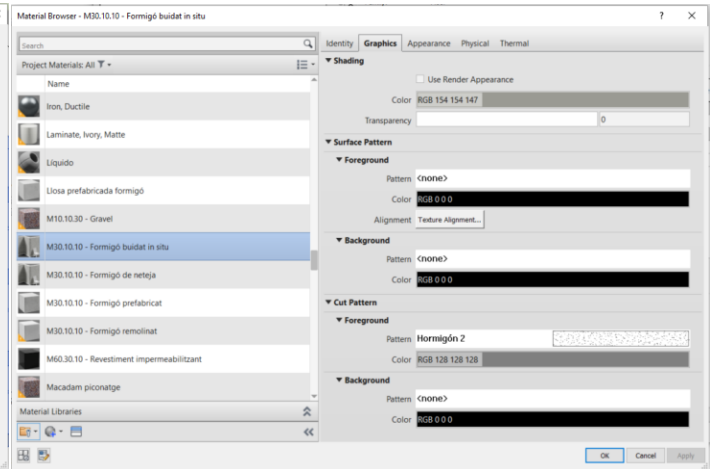 Material Browser - M30.10.10 - Formigó buidat in situ
? ×
Search
Project Materials: All
Name
Iron, Ductile
Laminate, Ivory, Matte
Líquido
Llosa prefabricada formigó
M10.10.30 - Gravel
M30.10.10 - Formigó buidat in situ
M30.10.10 - Formigó de neteja
M30.10.10 - Formigó prefabricat
M30.10.10 - Formigó remolinat
M60.30.10 - Revestiment impermeabilitzant
Macadam piconatge
Material Libraries
Identity Graphics Appearance Physical Thermal
Shading
Use Render Appearance
Color RGB 154 154 147
Transparency 0
Surface Pattern
Foreground
Pattern <none>
Color RGB 0 0 0
Alignment Texture Alignment...
Background
Pattern <none>
Color RGB 0 0 0
Cut Pattern
Foreground
Pattern Hormigón 2
Color RGB 128 128 128
Background
Pattern <none>
Color RGB 0 0 0
OK Cancel Apply